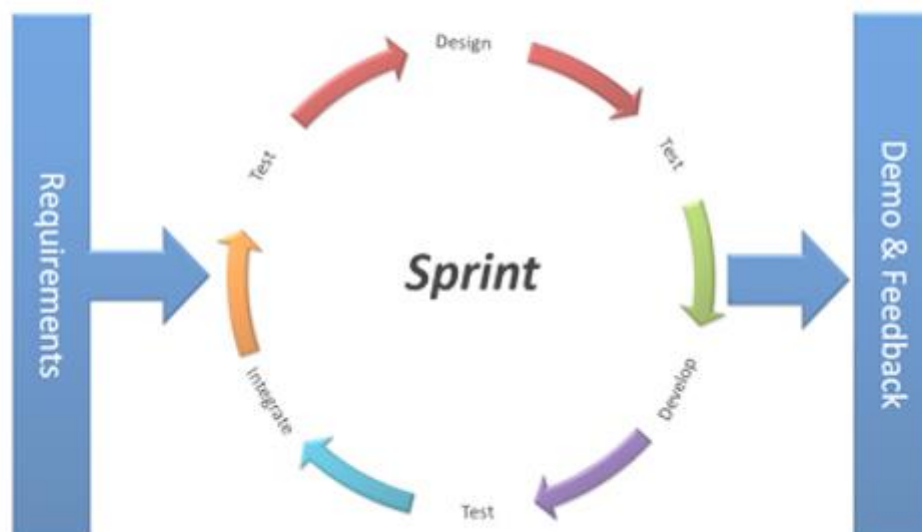 Requirements
Design
Test
Develop
Test
Integrate
Test
Sprint
Demo & Feedback